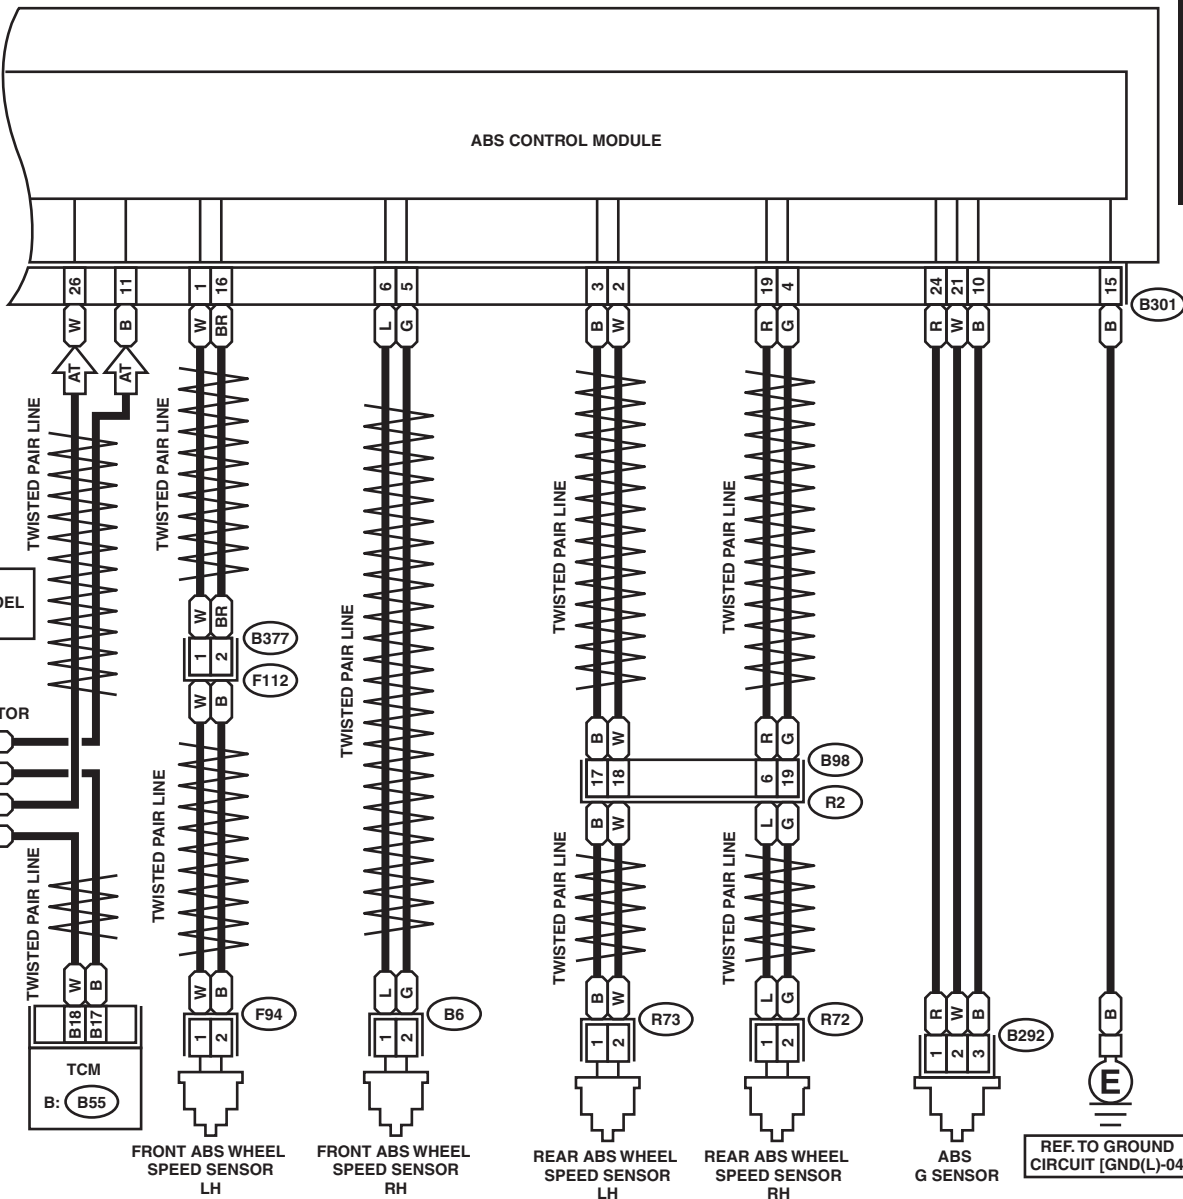 ABS CONTROL MODULE
26 11 1 16 6 5 3 2 19 4 24 21 10 15
B301
W B W BR L G B W R G R W B B
AT AT
TWISTED PAIR LINE
TWISTED PAIR LINE
TWISTED PAIR LINE
TWISTED PAIR LINE
TWISTED PAIR LINE
DEL
W BR
1 2
B377
F112
W B
TOR
B W R G
17 18 6 19
B98
R2
B W L G
TWISTED PAIR LINE
TWISTED PAIR LINE
TWISTED PAIR LINE
TWISTED PAIR LINE
W B W B L G B W L G R W B B
B18 B17
1 2
F94
1 2
B6
1 2
R73
1 2
R72
1 2 3
B292
TCM
B: B55
E
FRONT ABS WHEEL
SPEED SENSOR
LH
FRONT ABS WHEEL
SPEED SENSOR
RH
REAR ABS WHEEL
SPEED SENSOR
LH
REAR ABS WHEEL
SPEED SENSOR
RH
ABS
G SENSOR
REF. TO GROUND
CIRCUIT [GND(L)-04